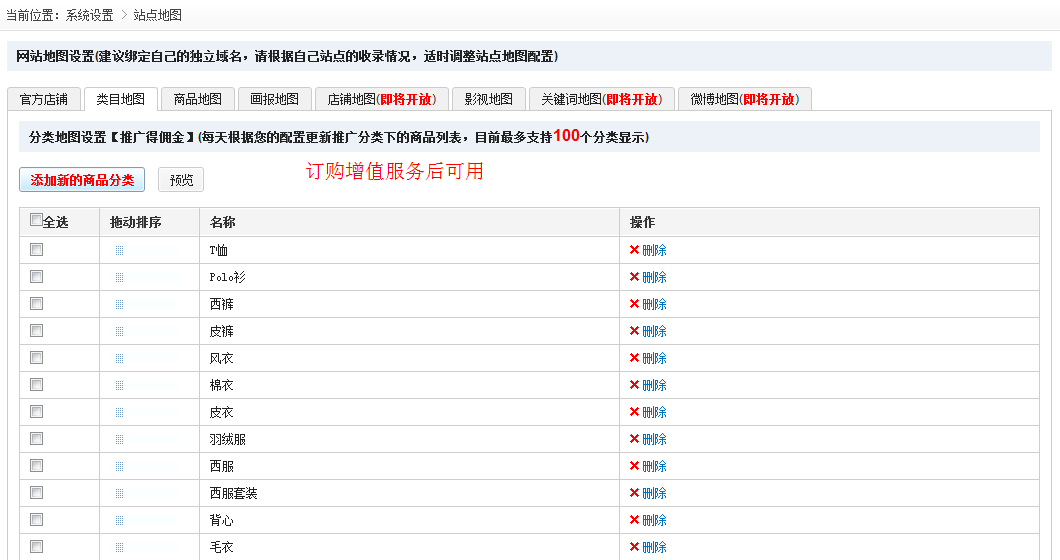 当前位置: 系统设置 > 站点地图
网站地图设置(建议绑定自己的独立域名，请根据自己站点的收录情况，适时调整站点地图配置)
官方店铺 类目地图 商品地图 画报地图 店铺地图(即将开放) 影视地图 关键词地图(即将开放) 微博地图(即将开放)
分类地图设置【推广得佣金】(每天根据您的配置更新推广分类下的商品列表，目前最多支持100个分类显示)
添加新的商品分类 预览 订购增值服务后可用
全选 拖动排序 名称 操作
T恤 删除
Polo衫 删除
西裤 删除
皮裤 删除
风衣 删除
棉衣 删除
皮衣 删除
羽绒服 删除
西服 删除
西服套装 删除
背心 删除
毛衣 删除